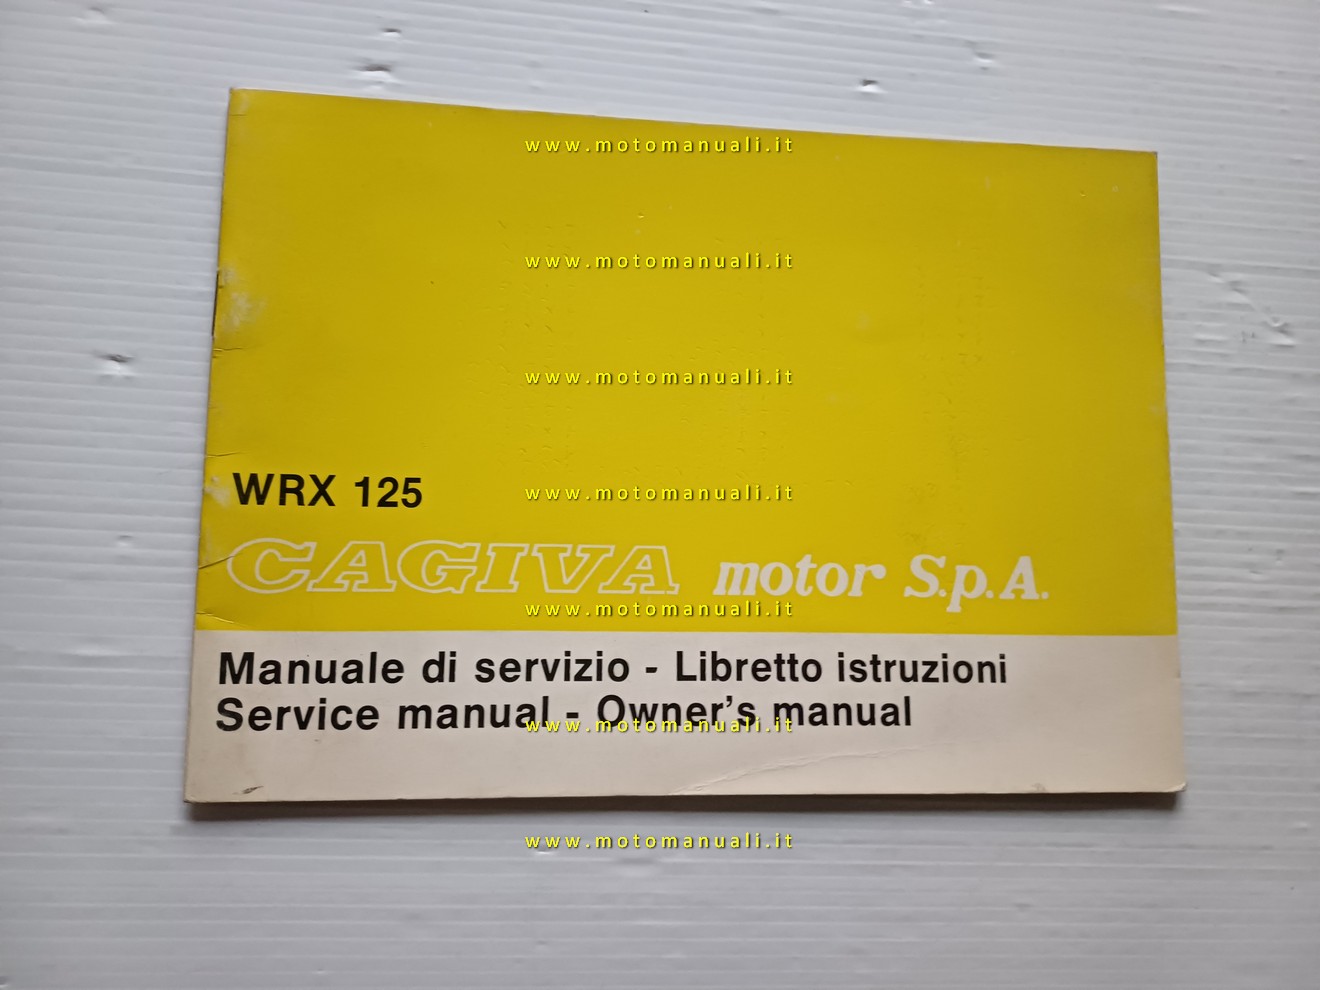 www.motomanuali.it
www.motomanuali.it
www.motomanuali.it
WRX 125
www.motomanuali.it
CAGIVA motor S.p.A.
www.motomanuali.it
Manuale di servizio - Libretto istruzioni
Service manual - Owner's manual
www.motomanuali.it
www.motomanuali.it